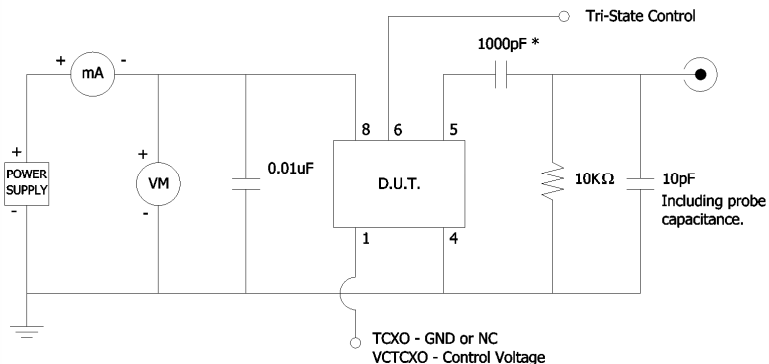 Tri-State Control
1000pF *
+ mA -
8 6 5
+
POWER
SUPPLY
-
+
VM
-
0.01uF
D.U.T.
10KΩ
10pF
Including probe
capacitance.
1 4
TCXO - GND or NC
VCTCXO - Control Voltage